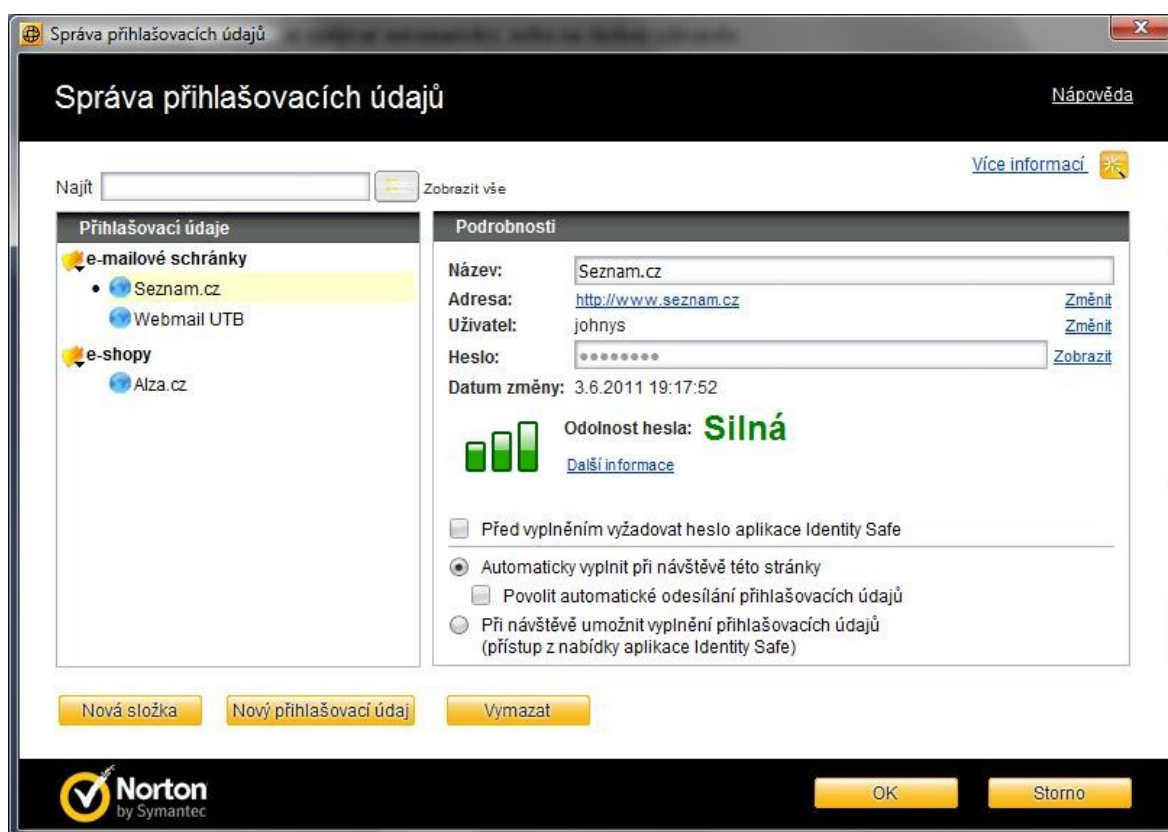 Správa přihlašovacích údajů
Správa přihlašovacích údajů
Nápověda
Více informací
Najít
Zobrazit vše
Přihlašovací údaje
e-mailové schránky
Seznam.cz
Webmail UTB
e-shopy
Alza.cz
Podrobnosti
Název: Seznam.cz
Adresa: http://www.seznam.cz Změnit
Uživatel: johnys Změnit
Heslo: ●●●●●●●● Zobrazit
Datum změny: 3.6.2011 19:17:52
Odolnost hesla: Silná
Další informace
Před vyplněním vyžadovat heslo aplikace Identity Safe
Automaticky vyplnit při návštěvě této stránky
Povolit automatické odesílání přihlašovacích údajů
Při návštěvě umožnit vyplnění přihlašovacích údajů
(přístup z nabídky aplikace Identity Safe)
Nová složka
Nový přihlašovací údaj
Vymazat
Norton
by Symantec
OK
Storno